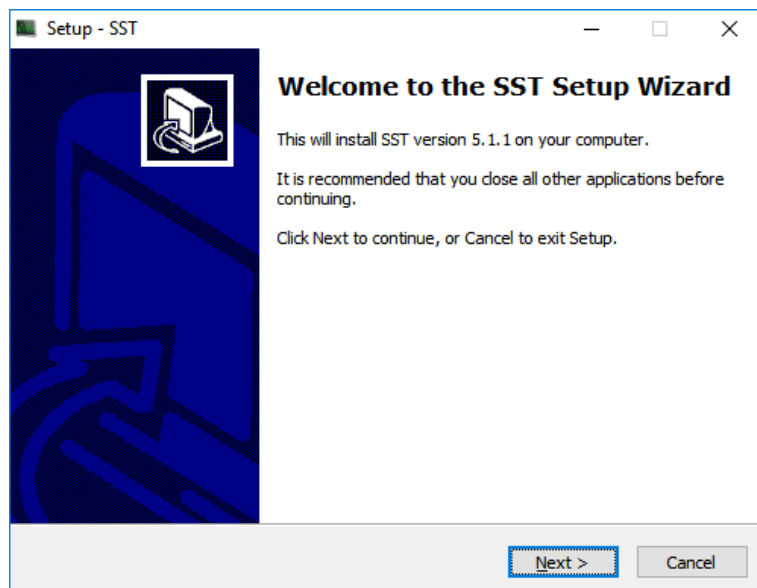 Setup - SST
Welcome to the SST Setup Wizard
This will install SST version 5.1.1 on your computer.
It is recommended that you close all other applications before
continuing.
Click Next to continue, or Cancel to exit Setup.
Next >
Cancel